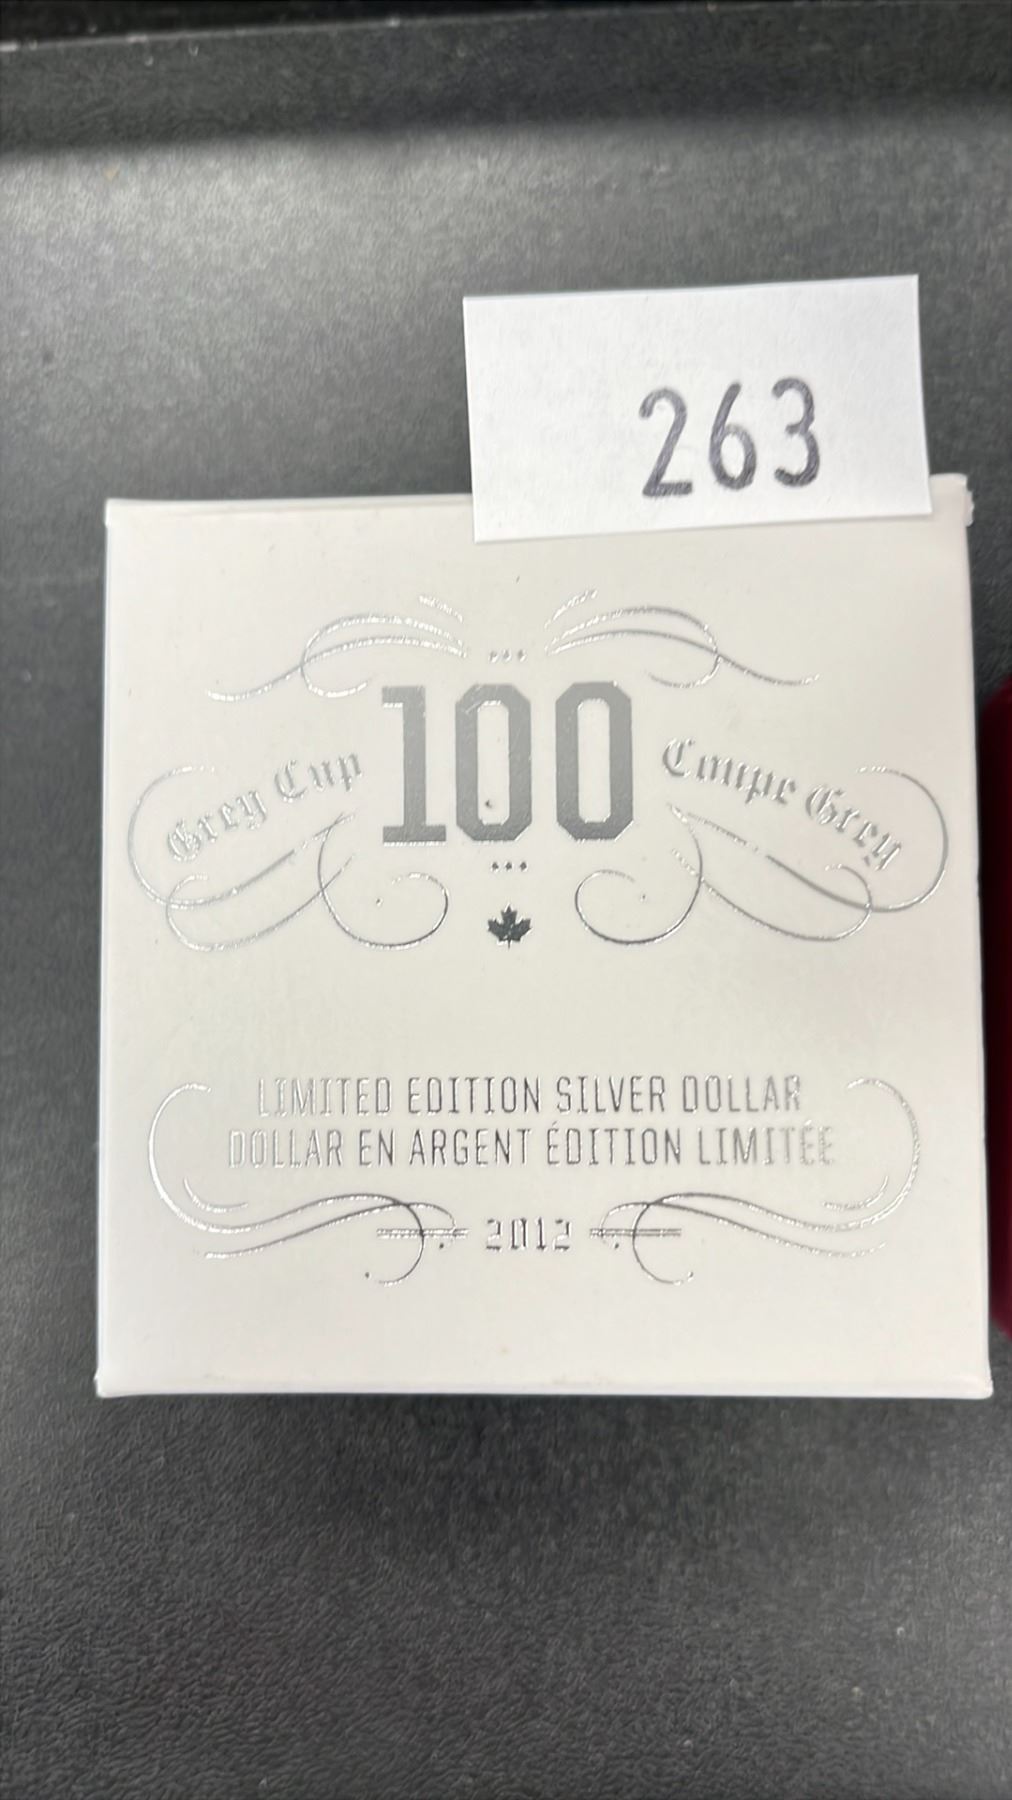 263
100
Grey Cup
Coupe Grey
LIMITED EDITION SILVER DOLLAR
DOLLAR EN ARGENT ÉDITION LIMITÉE
2012